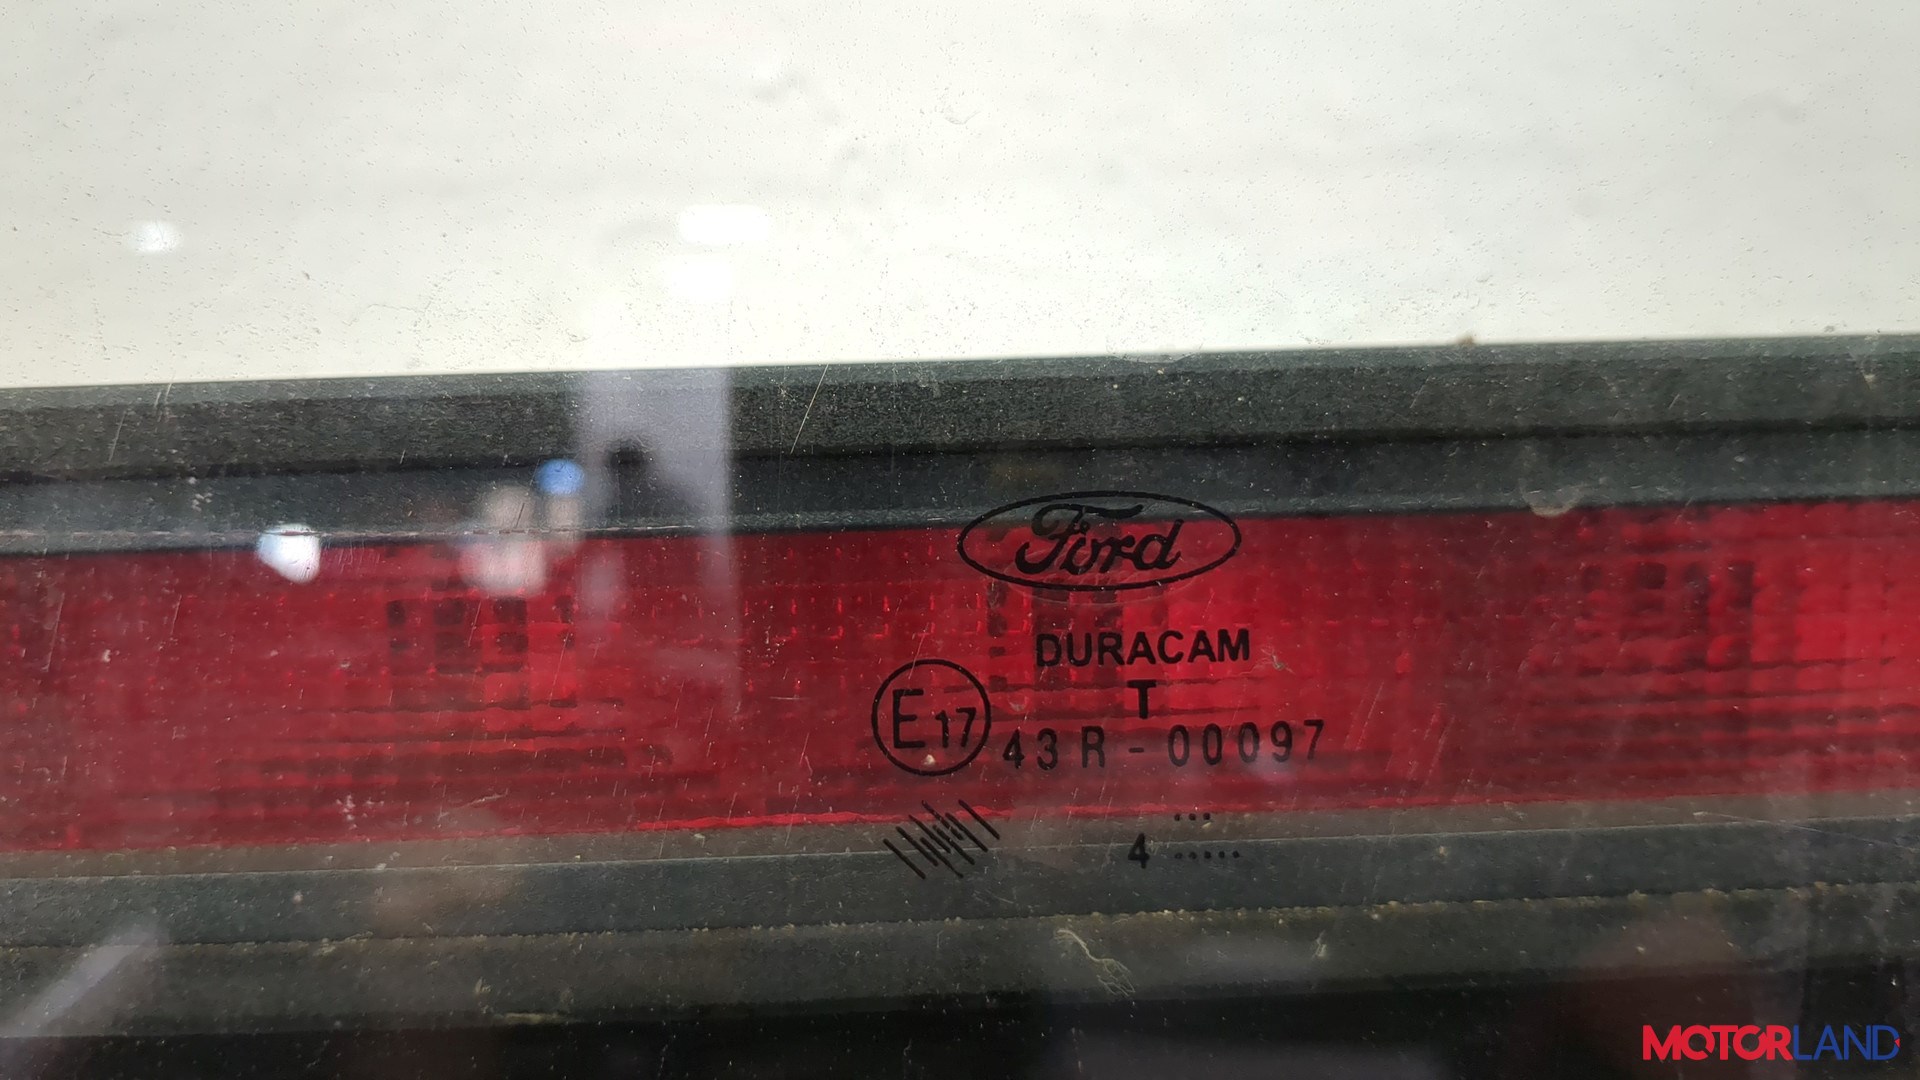 Ford
DURACAM
T
E17 43R-00097
4 ... .....
MOTORLAND